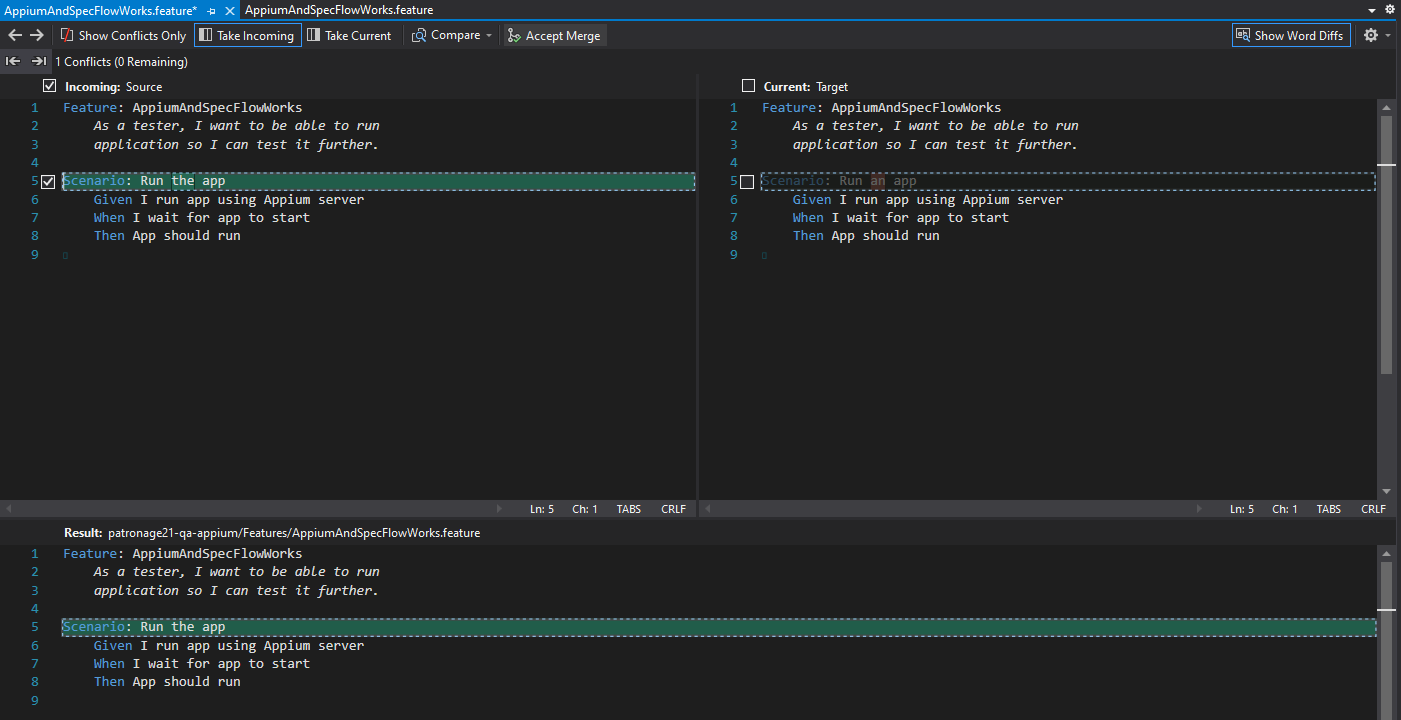 AppiumAndSpecFlowWorks.feature* AppiumAndSpecFlowWorks.feature
Show Conflicts Only Take Incoming Take Current Compare Accept Merge Show Word Diffs
1 Conflicts (0 Remaining)
Incoming: Source
1 Feature: AppiumAndSpecFlowWorks
2 As a tester, I want to be able to run
3 application so I can test it further.
4
5 Scenario: Run the app
6 Given I run app using Appium server
7 When I wait for app to start
8 Then App should run
9
Ln: 5 Ch: 1 TABS CRLF
Current: Target
1 Feature: AppiumAndSpecFlowWorks
2 As a tester, I want to be able to run
3 application so I can test it further.
4
5 Scenario: Run an app
6 Given I run app using Appium server
7 When I wait for app to start
8 Then App should run
9
Ln: 5 Ch: 1 TABS CRLF
Result: patronage21-qa-appium/Features/AppiumAndSpecFlowWorks.feature
1 Feature: AppiumAndSpecFlowWorks
2 As a tester, I want to be able to run
3 application so I can test it further.
4
5 Scenario: Run the app
6 Given I run app using Appium server
7 When I wait for app to start
8 Then App should run
9